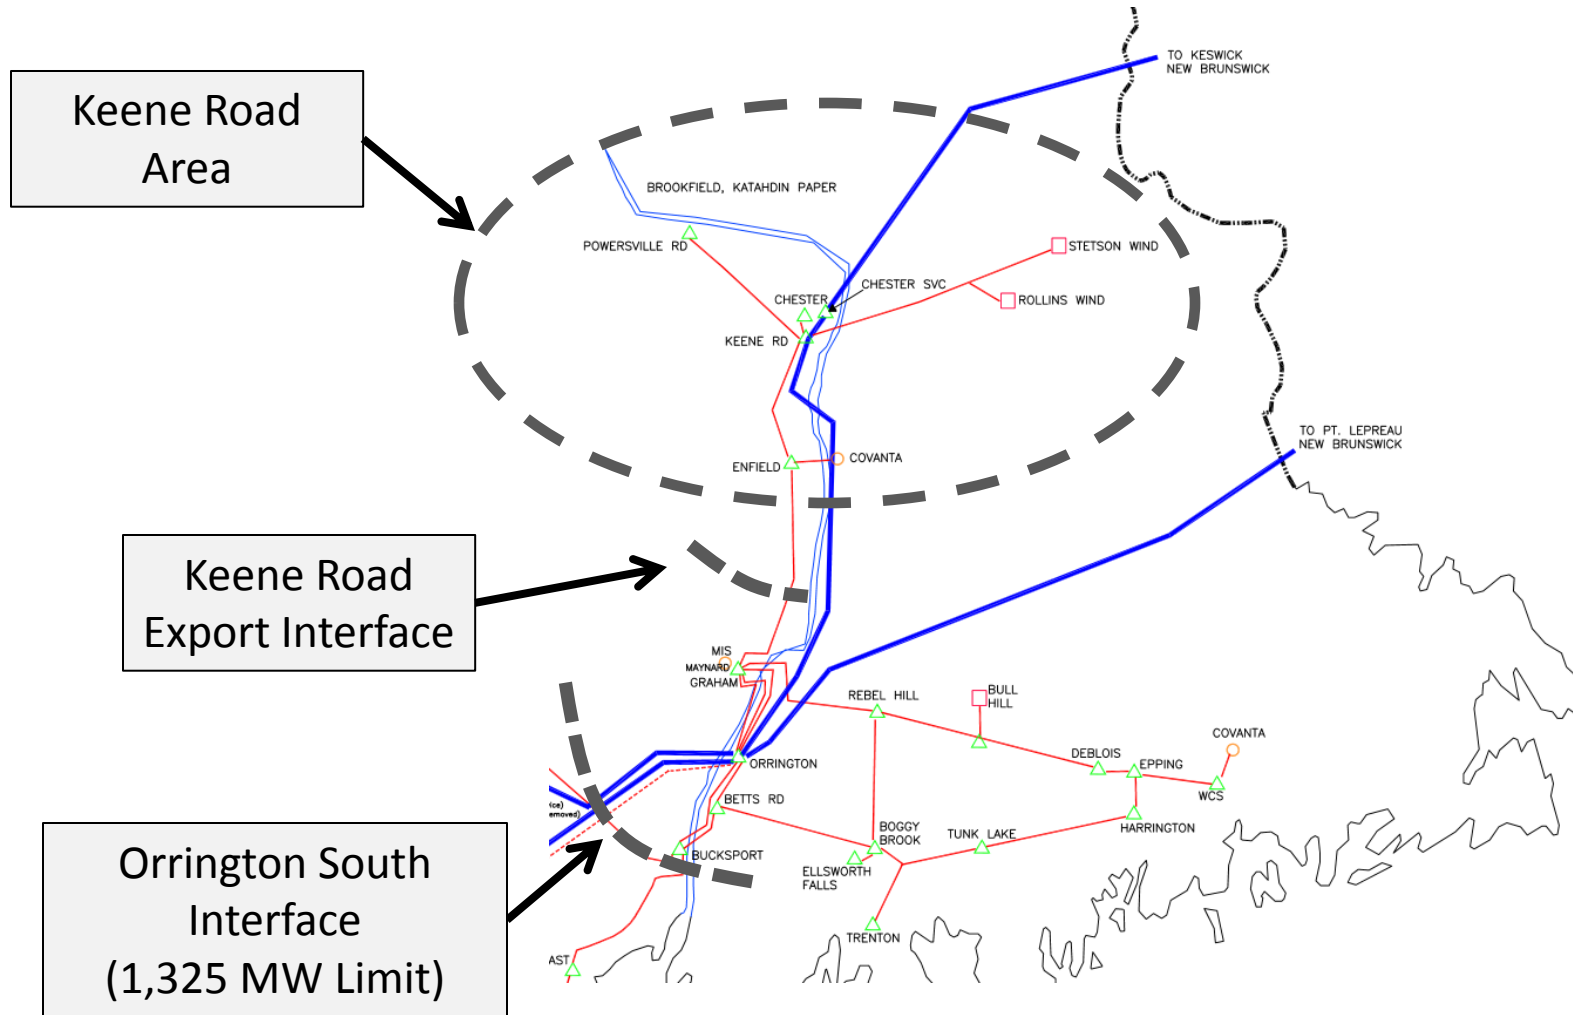 TO KESWICK
NEW BRUNSWICK
Keene Road
Area
BROOKFIELD, KATAHDIN PAPER
POWERSVILLE RD
STETSON WIND
CHESTER SVC
CHESTER
ROLLINS WIND
KEENE RD
TO PT. LEPREAU
NEW BRUNSWICK
ENFIELD
COVANTA
Keene Road
Export Interface
MIS
MAYNARD
GRAHAM
REBEL HILL
BULL
HILL
COVANTA
ORRINGTON
DEBLOIS
EPPING
WCS
BETTS RD
HARRINGTON
BOGGY
BROOK
TUNK LAKE
BUCKSPORT
ELLSWORTH
FALLS
TRENTON
Orrington South
Interface
(1,325 MW Limit)
AST
ice)
emoved)